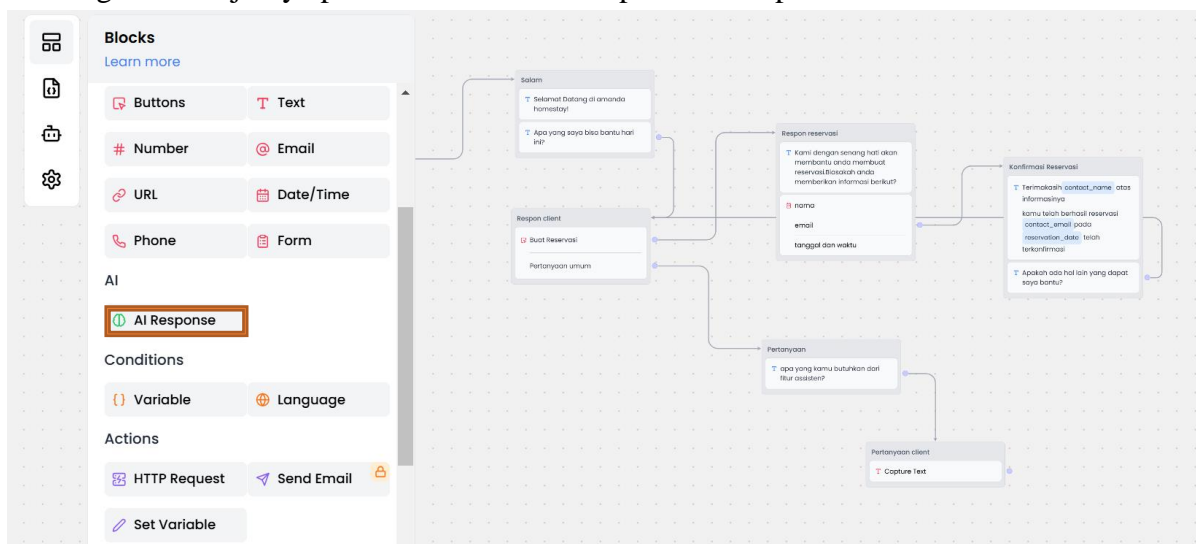 Blocks
Learn more
Buttons
Text
Number
Email
URL
Date/Time
Phone
Form
AI
AI Response
Conditions
Variable
Language
Actions
HTTP Request
Send Email
Set Variable
Salam
Selamat Datang di amanda
homestay!
Apa yang saya bisa bantu hari
ini?
Respon client
Buat Reservasi
Pertanyaan umum
Respon reservasi
Kami dengan senang hati akan
membantu anda membuat
memberikan informasi berikut?
nama
email
tanggal dan waktu
Konfirmasi Reservasi
Terimakasih contact_name atas
informasinya
kamu telah berhasil reservasi
contact_email pada
reservation_date telah
terkonfirmasi
Apakah ada hal lain yang dapat
saya bantu?
Pertanyaan
apa yang kamu butuhkan dari
fitur assisten?
Pertanyaan client
Capture Text